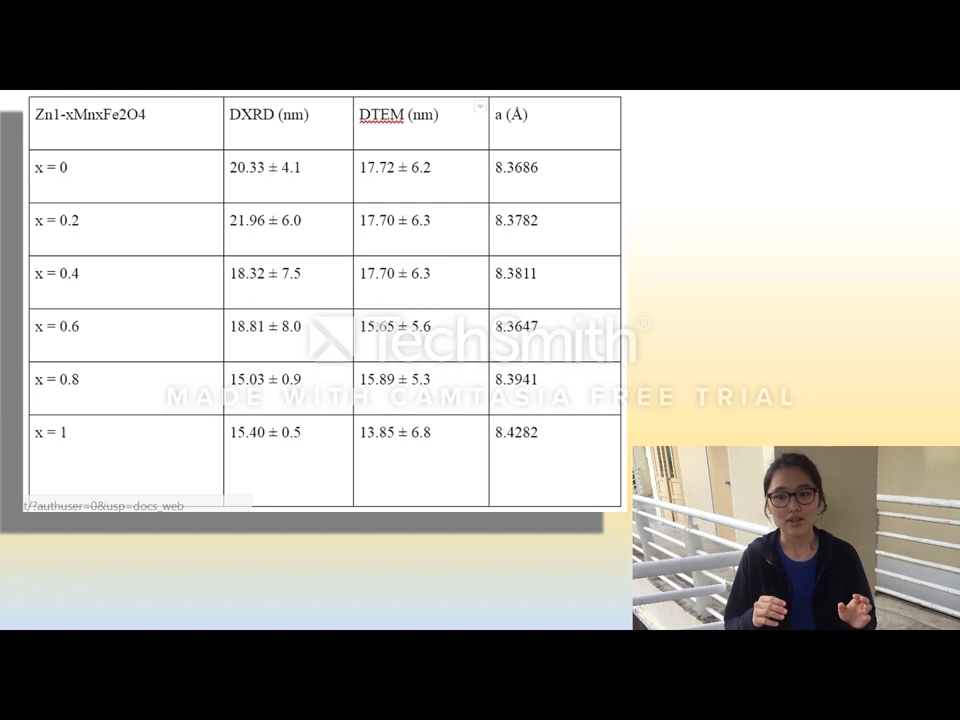 Zn1-xMnxFe2O4 DXRD (nm) DTEM (nm) a (Å)
x = 0 20.33 ± 4.1 17.72 ± 6.2 8.3686
x = 0.2 21.96 ± 6.0 17.70 ± 6.3 8.3782
x = 0.4 18.32 ± 7.5 17.70 ± 6.3 8.3811
x = 0.6 18.81 ± 8.0 15.65 ± 5.6 8.3647
TechSmith®
x = 0.8 15.03 ± 0.9 15.89 ± 5.3 8.3941
MADE WITH CAMTASIA FREE TRIAL
x = 1 15.40 ± 0.5 13.85 ± 6.8 8.4282
t/?authuser=0&usp=docs_web